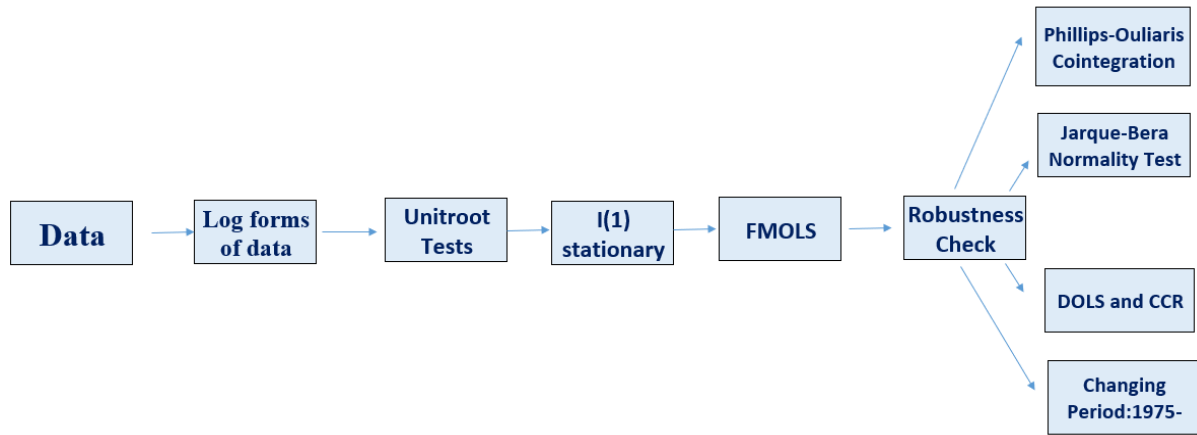 Data
Log forms
of data
Unitroot
Tests
I(1)
stationary
FMOLS
Robustness
Check
Phillips-Ouliaris
Cointegration
Jarque-Bera
Normality Test
DOLS and CCR
Changing
Period:1975-